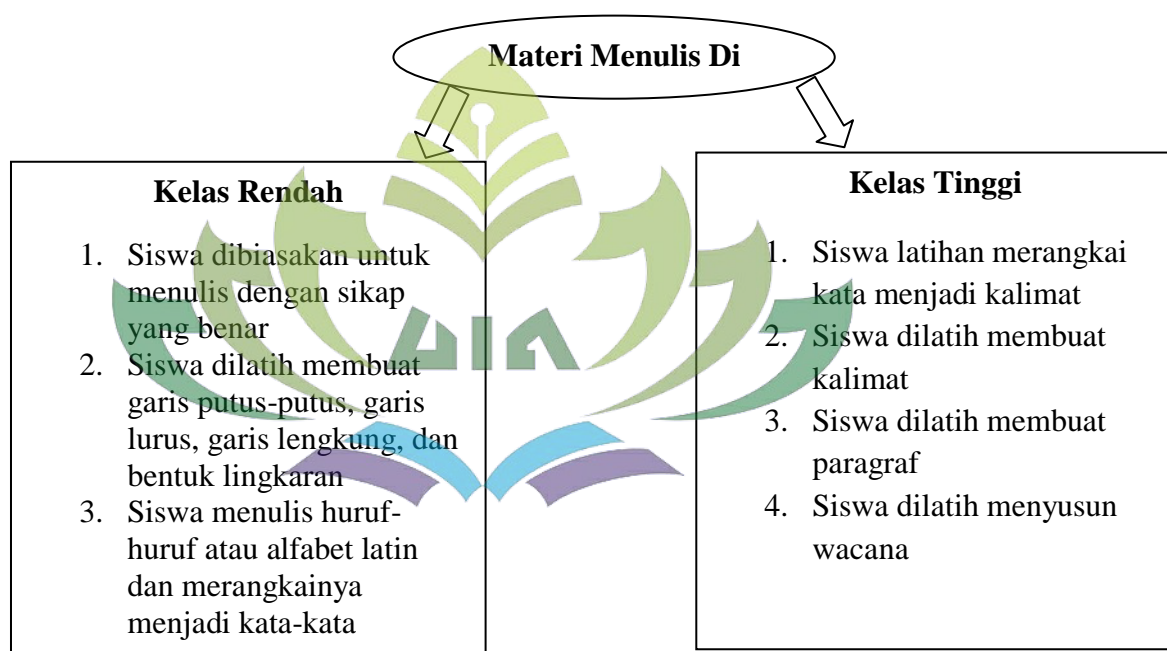 Materi Menulis Di
Kelas Rendah
1. Siswa dibiasakan untuk
menulis dengan sikap
yang benar
2. Siswa dilatih membuat
garis putus-putus, garis
lurus, garis lengkung, dan
bentuk lingkaran
3. Siswa menulis huruf-
huruf atau alfabet latin
dan merangkainya
menjadi kata-kata
Kelas Tinggi
1. Siswa latihan merangkai
kata menjadi kalimat
2. Siswa dilatih membuat
kalimat
3. Siswa dilatih membuat
paragraf
4. Siswa dilatih menyusun
wacana
UIN